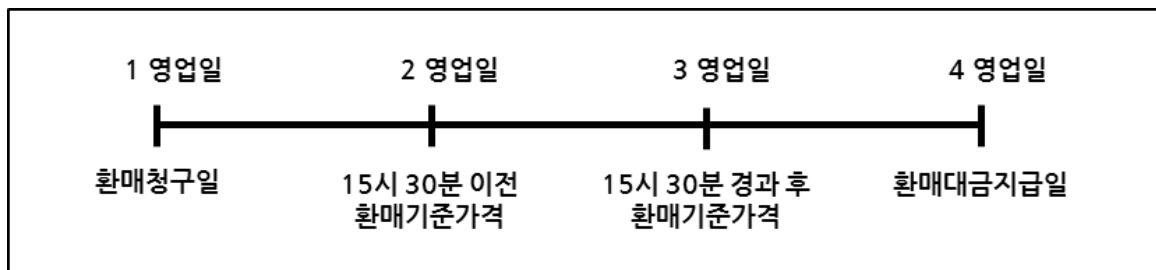 1 영업일
2 영업일
3 영업일
4 영업일
환매청구일
15시 30분 이전
환매기준가격
15시 30분 경과 후
환매기준가격
환매대금지급일